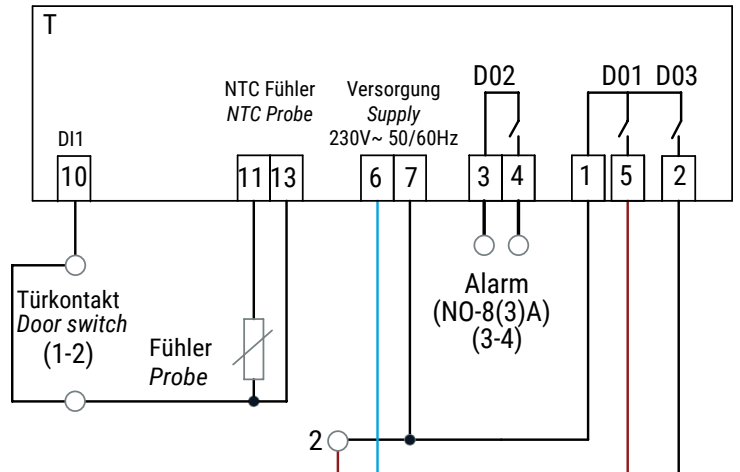 T
D02
D01 D03
NTC Fühler
NTC Probe
Versorgung
Supply
230V~ 50/60Hz
DI1
10
11 13
6 7
3 4
1 5 2
Türkontakt
Door switch
(1-2)
Fühler
Probe
Alarm
(NO-8(3)A)
(3-4)
2